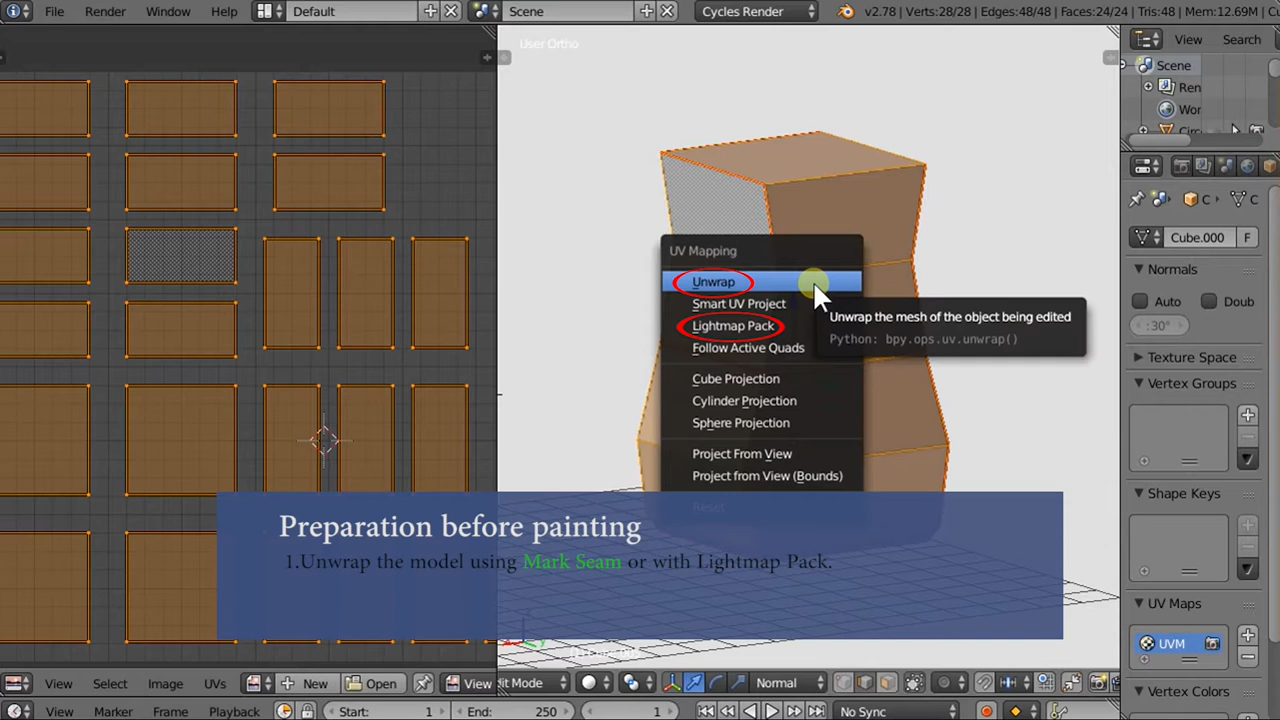 File Render Window Help Default Scene Cycles Render v2.78 | Verts:28/28 | Edges:48/48 | Faces:24/24 | Tris:48 | Mem:12.69M
User Ortho
View Search
Scene
Ren
Wor
UV Mapping
Unwrap
Smart UV Project
Lightmap Pack
Follow Active Quads
Cube Projection
Cylinder Projection
Sphere Projection
Project From View
Project from View (Bounds)
Reset
Unwrap the mesh of the object being edited
Python: bpy.ops.uv.unwrap()
C C
Cube.000 F
Normals
Auto Doub
:30°
Texture Space
Vertex Groups
Shape Keys
UV Maps
UVM
Vertex Colors
Preparation before painting
1.Unwrap the model using Mark Seam or with Lightmap Pack.
View Select Image UVs New Open View
it Mode Normal
View Marker Frame Playback Start: 1 End: 250 1 No Sync